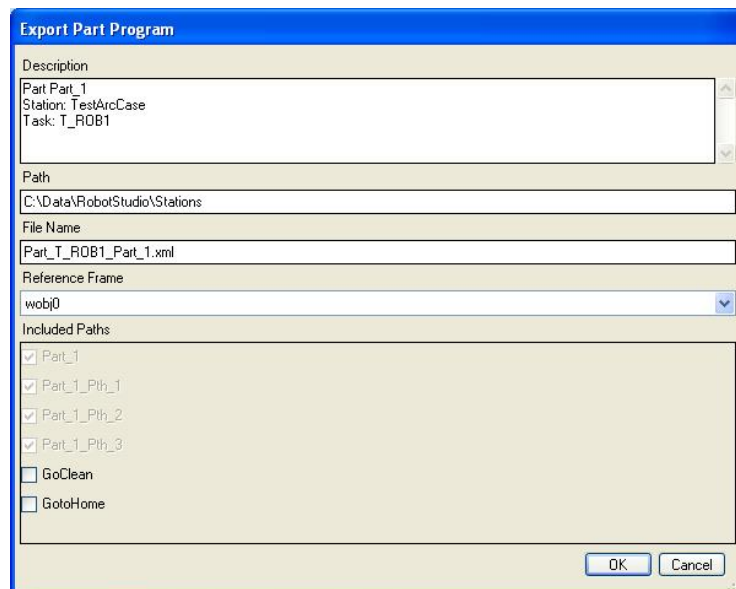 Export Part Program
Description
Part Part_1
Station: TestArcCase
Task: T_ROB1
Path
C:\Data\RobotStudio\Stations
File Name
Part_T_ROB1_Part_1.xml
Reference Frame
wobj0
Included Paths
Part_1
Part_1_Pth_1
Part_1_Pth_2
Part_1_Pth_3
GoClean
GotoHome
OK Cancel